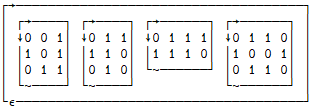 →
→ → → →
↓0 0 1 ↓0 1 1 ↓0 1 1 1 ↓0 1 1 0
1 0 1 1 0 1 1 1 1 0 1 0 0 1
0 1 1 1 1 0 ~ 0 1 1 0
~ ~ ~
∊